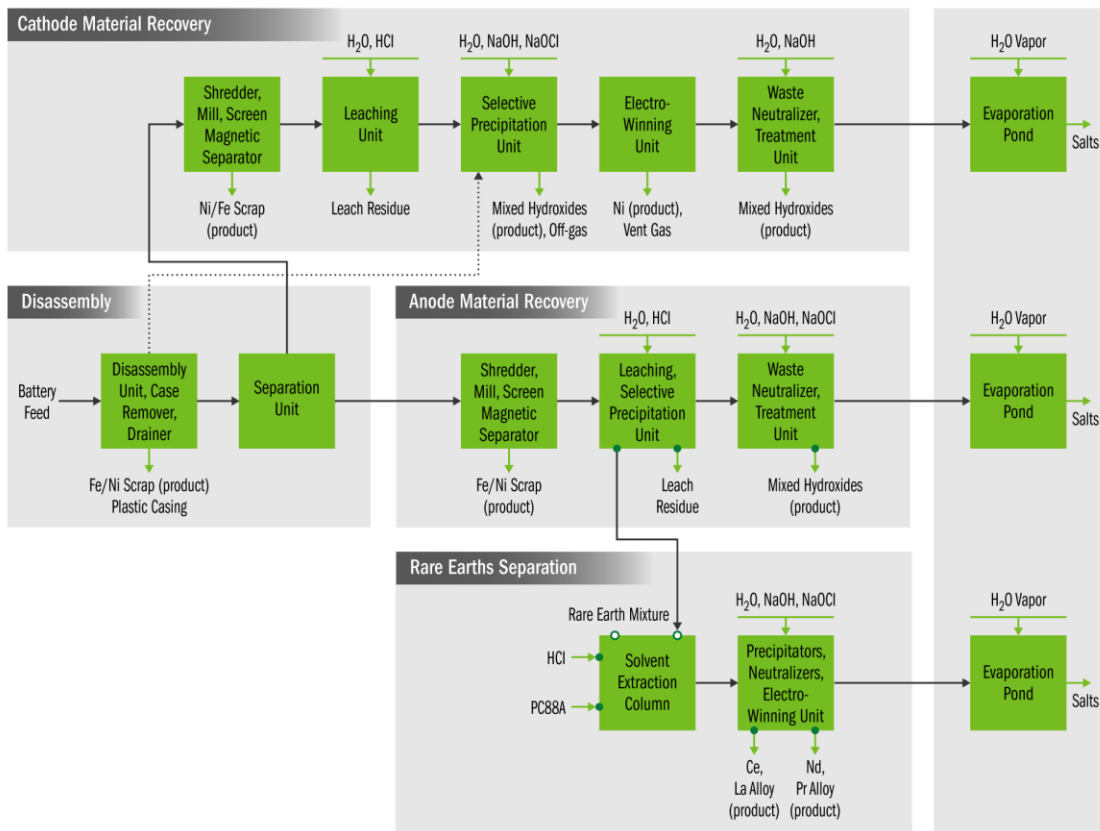 Cathode Material Recovery
H2O, HCl
H2O, NaOH, NaOCl
H2O, NaOH
H2O Vapor
Shredder,
Mill, Screen
Magnetic
Separator
Leaching
Unit
Selective
Precipitation
Unit
Electro-
Winning
Unit
Waste
Neutralizer,
Treatment
Unit
Evaporation
Pond
Salts
Ni/Fe Scrap
(product)
Leach Residue
Mixed Hydroxides
(product), Off-gas
Ni (product),
Vent Gas
Mixed Hydroxides
(product)
Disassembly
Battery
Feed
Disassembly
Unit, Case
Remover,
Drainer
Separation
Unit
Fe/Ni Scrap (product)
Plastic Casing
Anode Material Recovery
H2O, HCl
H2O, NaOH, NaOCl
H2O Vapor
Shredder,
Mill, Screen
Magnetic
Separator
Leaching,
Selective
Precipitation
Unit
Waste
Neutralizer,
Treatment
Unit
Evaporation
Pond
Salts
Fe/Ni Scrap
(product)
Leach
Residue
Mixed Hydroxides
(product)
Rare Earths Separation
Rare Earth Mixture
H2O, NaOH, NaOCl
H2O Vapor
HCl
PC88A
Solvent
Extraction
Column
Precipitators,
Neutralizers,
Electro-
Winning Unit
Evaporation
Pond
Salts
Ce,
La Alloy
(product)
Nd,
Pr Alloy
(product)